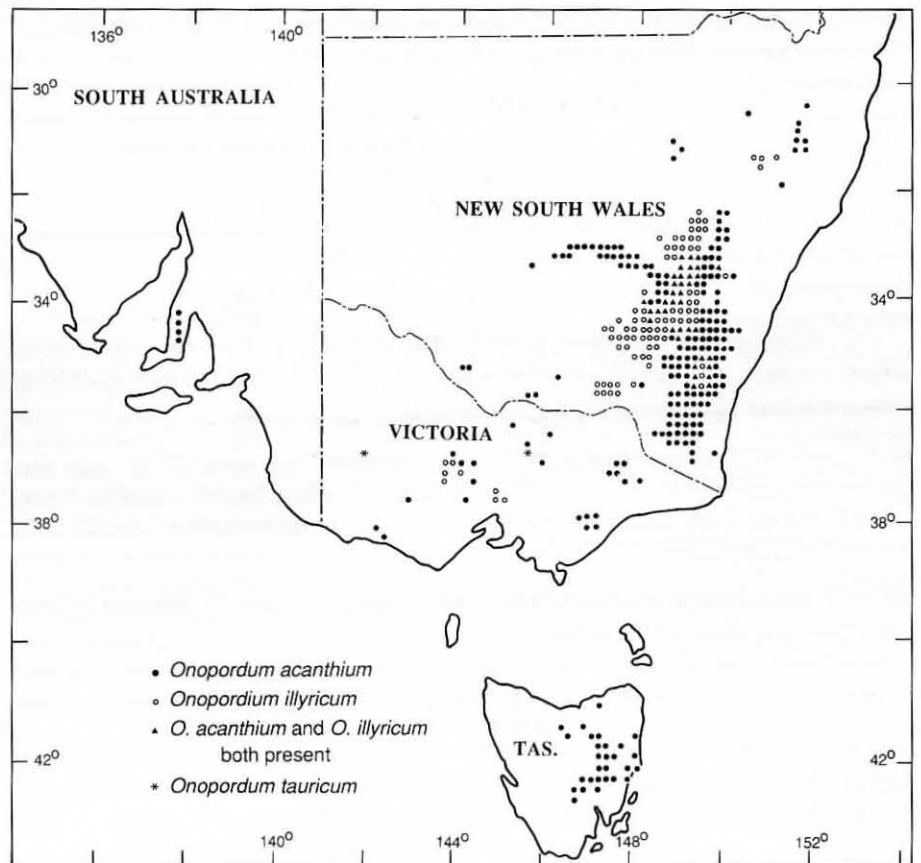 136°
140°
30°
SOUTH AUSTRALIA
NEW SOUTH WALES
34°
34°
VICTORIA
38°
38°
• Onopordum acanthium
○ Onopordium illyricum
▲ O. acanthium and O. illyricum
both present
* Onopordum tauricum
TAS.
42°
42°
140°
144°
148°
152°